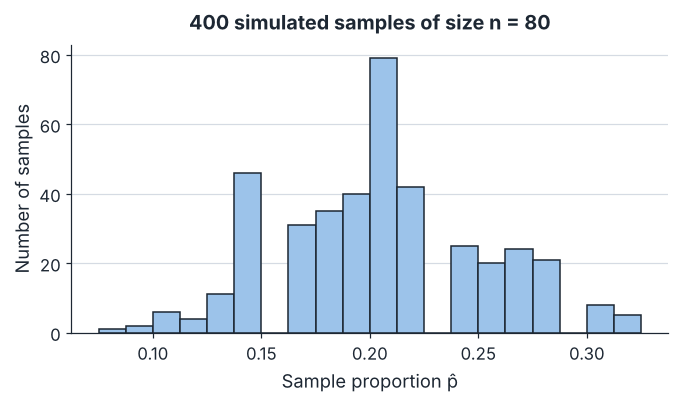 400 simulated samples of size n = 80
Number of samples
80
60
40
20
0
0.10 0.15 0.20 0.25 0.30
Sample proportion p̂